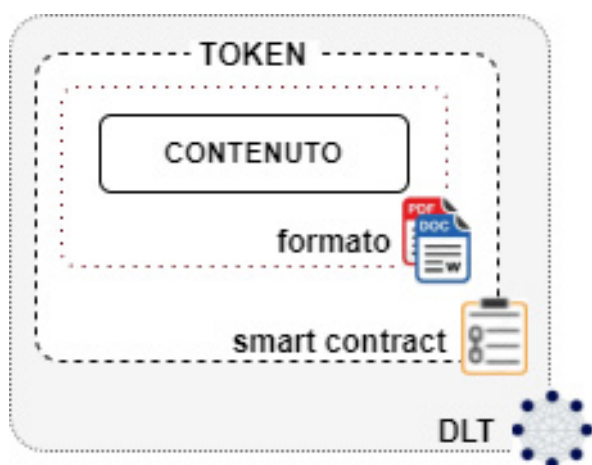 TOKEN
CONTENUTO
PDF
DOC
formato
W
smart contract
DLT